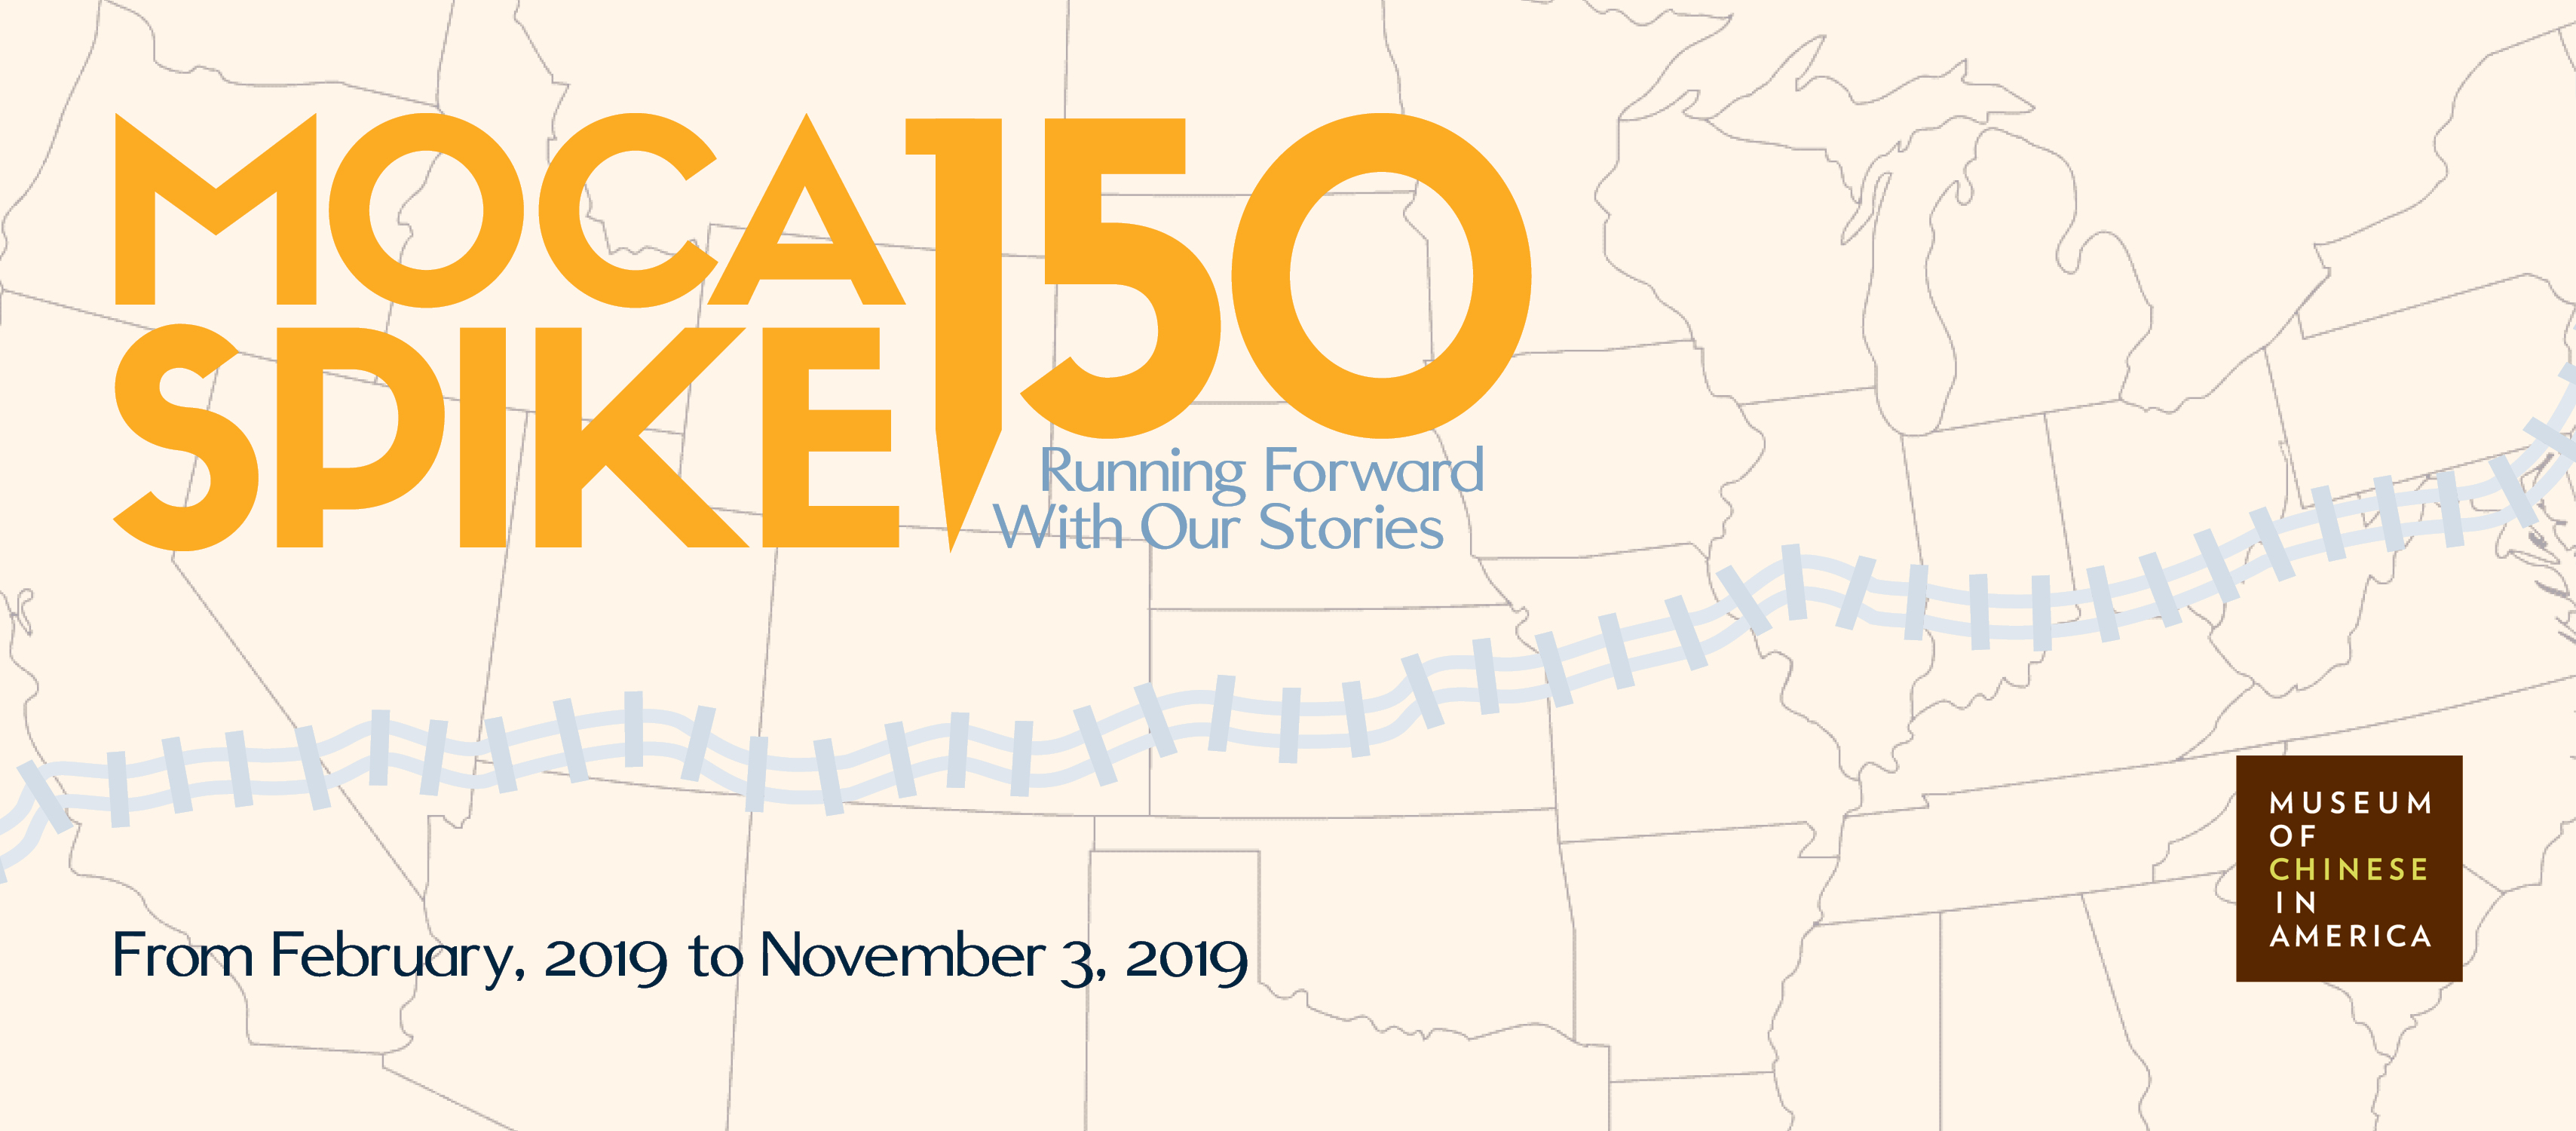 MOCA
SPIKE
150
Running Forward
With Our Stories
From February, 2019 to November 3, 2019
MUSEUM
OF
CHINESE
IN
AMERICA